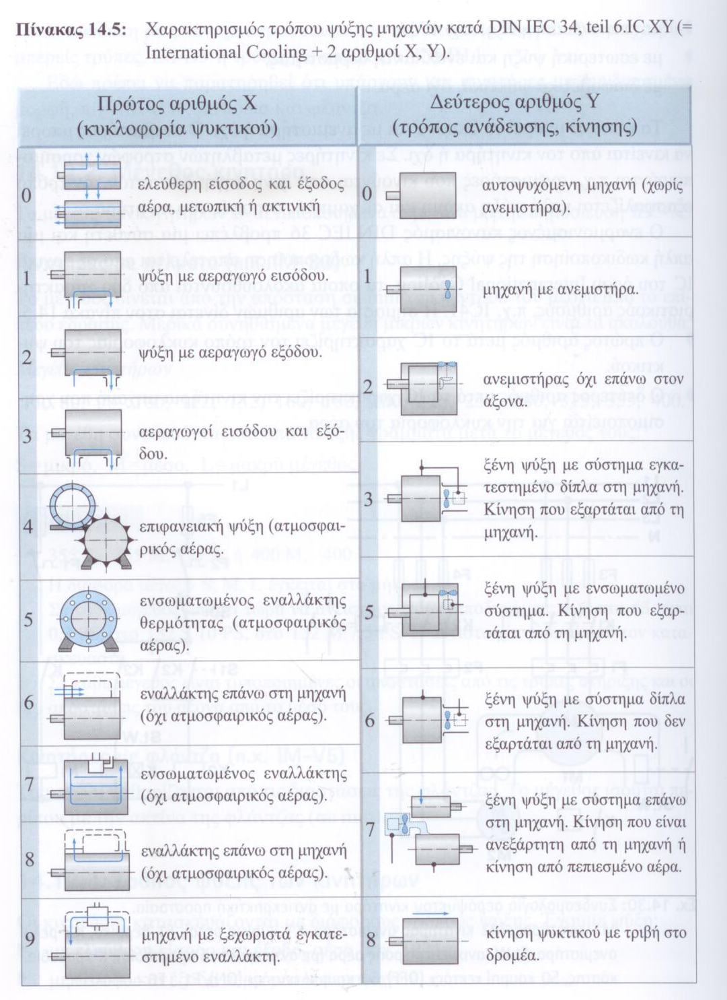 Πίνακας 14.5: Χαρακτηρισμός τρόπου ψύξης μηχανών κατά DIN IEC 34, teil 6 IC XY (=
International Cooling + 2 αριθμοί X, Y).
Πρώτος αριθμός X
(κυκλοφορία ψυκτικού)
0
ελεύθερη είσοδος και έξοδος
αέρα, μετωπική ή ακτινική
1
ψύξη με αεραγωγό εισόδου.
2
ψύξη με αεραγωγό εξόδου.
3
αεραγωγοί εισόδου και εξό-
δου.
4
επιφανειακή ψύξη (ατμοσφαι-
ρικός αέρας.
5
ενσωματωμένος εναλλάκτης
θερμότητας (ατμοσφαιρικός
αέρας).
6
εναλλάκτης επάνω στη μηχανή
(όχι ατμοσφαιρικός αέρας).
7
ενσωματωμένος εναλλάκτης
(όχι ατμοσφαιρικός αέρας).
8
εναλλάκτης επάνω στη μηχανή
(όχι ατμοσφαιρικός αέρας).
9
μηχανή με ξεχωριστά εγκατε-
στημένο εναλλάκτη.
Δεύτερος αριθμός Y
(τρόπος ανάδευσης, κίνησης)
0
αυτοψυχόμενη μηχανή (χωρίς
ανεμιστήρα).
1
μηχανή με ανεμιστήρα.
2
ανεμιστήρας όχι επάνω στον
άξονα.
3
ξένη ψύξη με σύστημα εγκα-
τεστημένο δίπλα στη μηχανή.
Κίνηση που εξαρτάται από τη
μηχανή.
5
ξένη ψύξη με ενσωματωμένο
σύστημα. Κίνηση που εξαρ-
τάται από τη μηχανή.
6
ξένη ψύξη με σύστημα δίπλα
στη μηχανή. Κίνηση που δεν
εξαρτάται από τη μηχανή.
7
ξένη ψύξη με σύστημα επάνω
στη μηχανή. Κίνηση που είναι
ανεξάρτητη από τη μηχανή ή
κίνηση από πεπιεσμένο αέρα.
8
κίνηση ψυκτικού με τριβή στο
δρομέα.